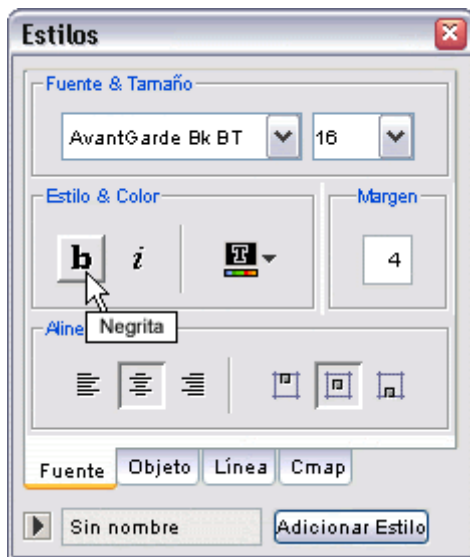 Estilos
Fuente & Tamaño
AvantGarde Bk BT 16
Estilo & Color Margen
b i T 4
Negrita
Aline
Fuente Objeto Línea Cmap
Sin nombre Adicionar Estilo